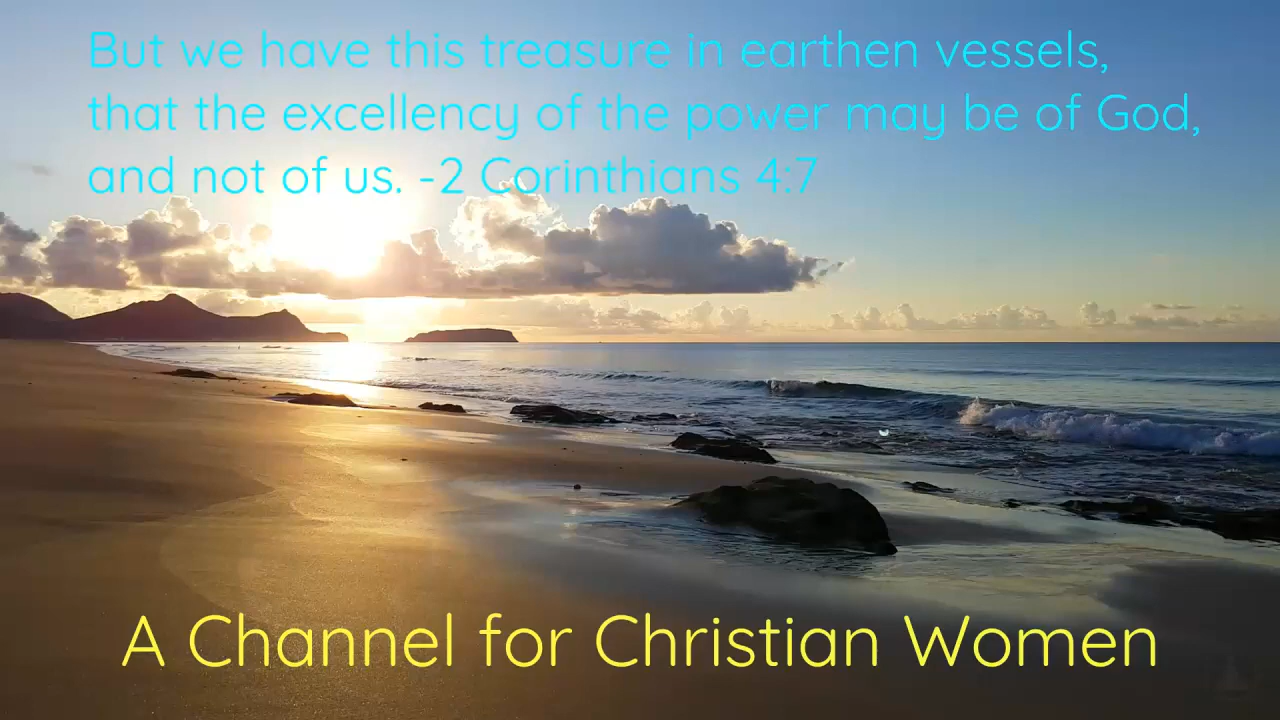 But we have this treasure in earthen vessels,
that the excellency of the power may be of God,
and not of us. -2 Corinthians 4:7
A Channel for Christian Women